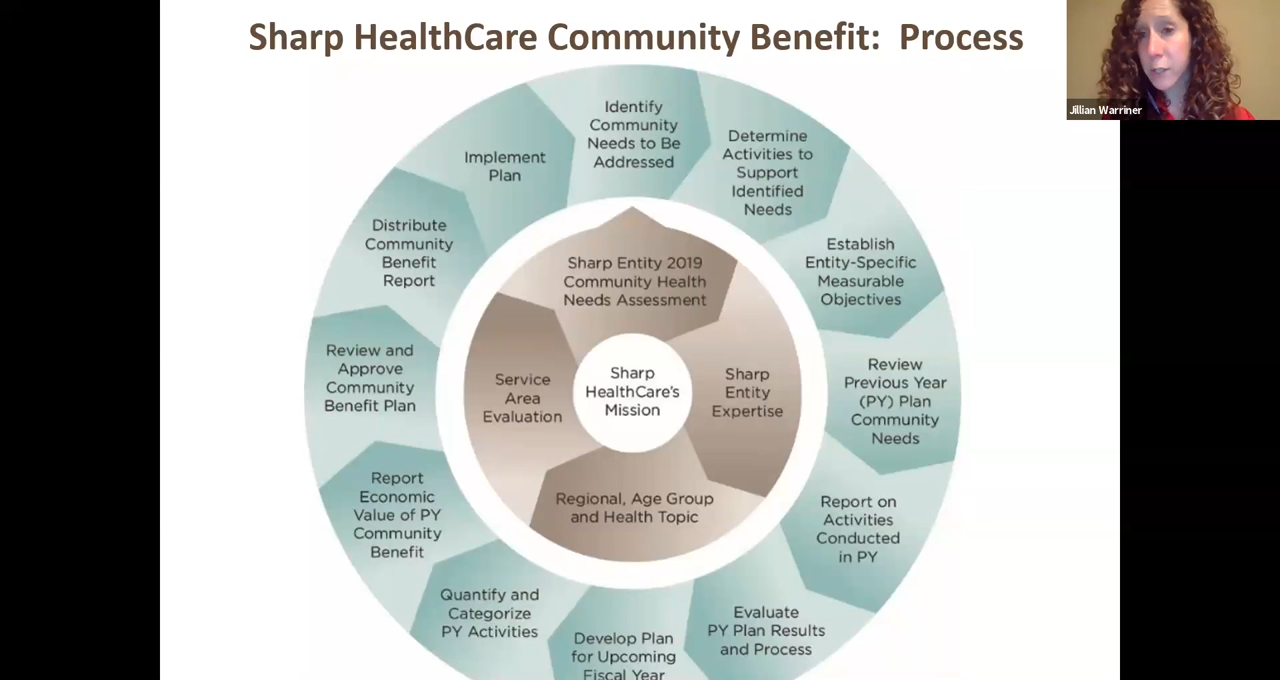 Sharp HealthCare Community Benefit: Process
Jillian Warriner
Identify
Community
Needs to Be
Addressed
Determine
Activities to
Support
Identified
Needs
Establish
Entity-Specific
Measurable
Objectives
Review
Previous Year
(PY) Plan
Community
Needs
Report on
Activities
Conducted
in PY
Evaluate
PY Plan Results
and Process
Develop Plan
for Upcoming
Fiscal Year
Quantify and
Categorize
PY Activities
Report
Economic
Value of PY
Community
Benefit
Review and
Approve
Community
Benefit Plan
Distribute
Community
Benefit
Report
Implement
Plan
Sharp Entity 2019
Community Health
Needs Assessment
Sharp
Entity
Expertise
Regional, Age Group
and Health Topic
Service
Area
Evaluation
Sharp
HealthCare's
Mission